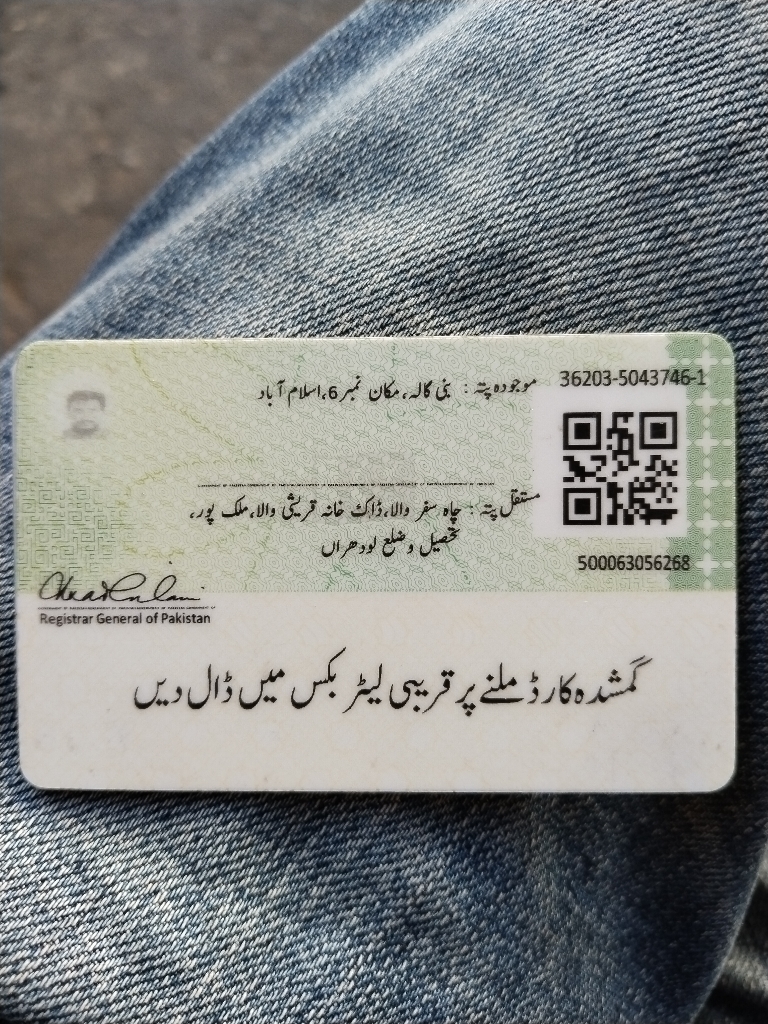 موجودہ پتہ : بنی گالہ، مکان نمبر 6، اسلام آباد
36203-5043746-1
مستقل پتہ : چاہ سفر والا، ڈاک خانہ قریشی والا، ملک پور،
تحصیل و ضلع لودھراں
500063056268
Registrar General of Pakistan
گمشدہ کارڈ ملنے پر قریبی لیٹر بکس میں ڈال دیں